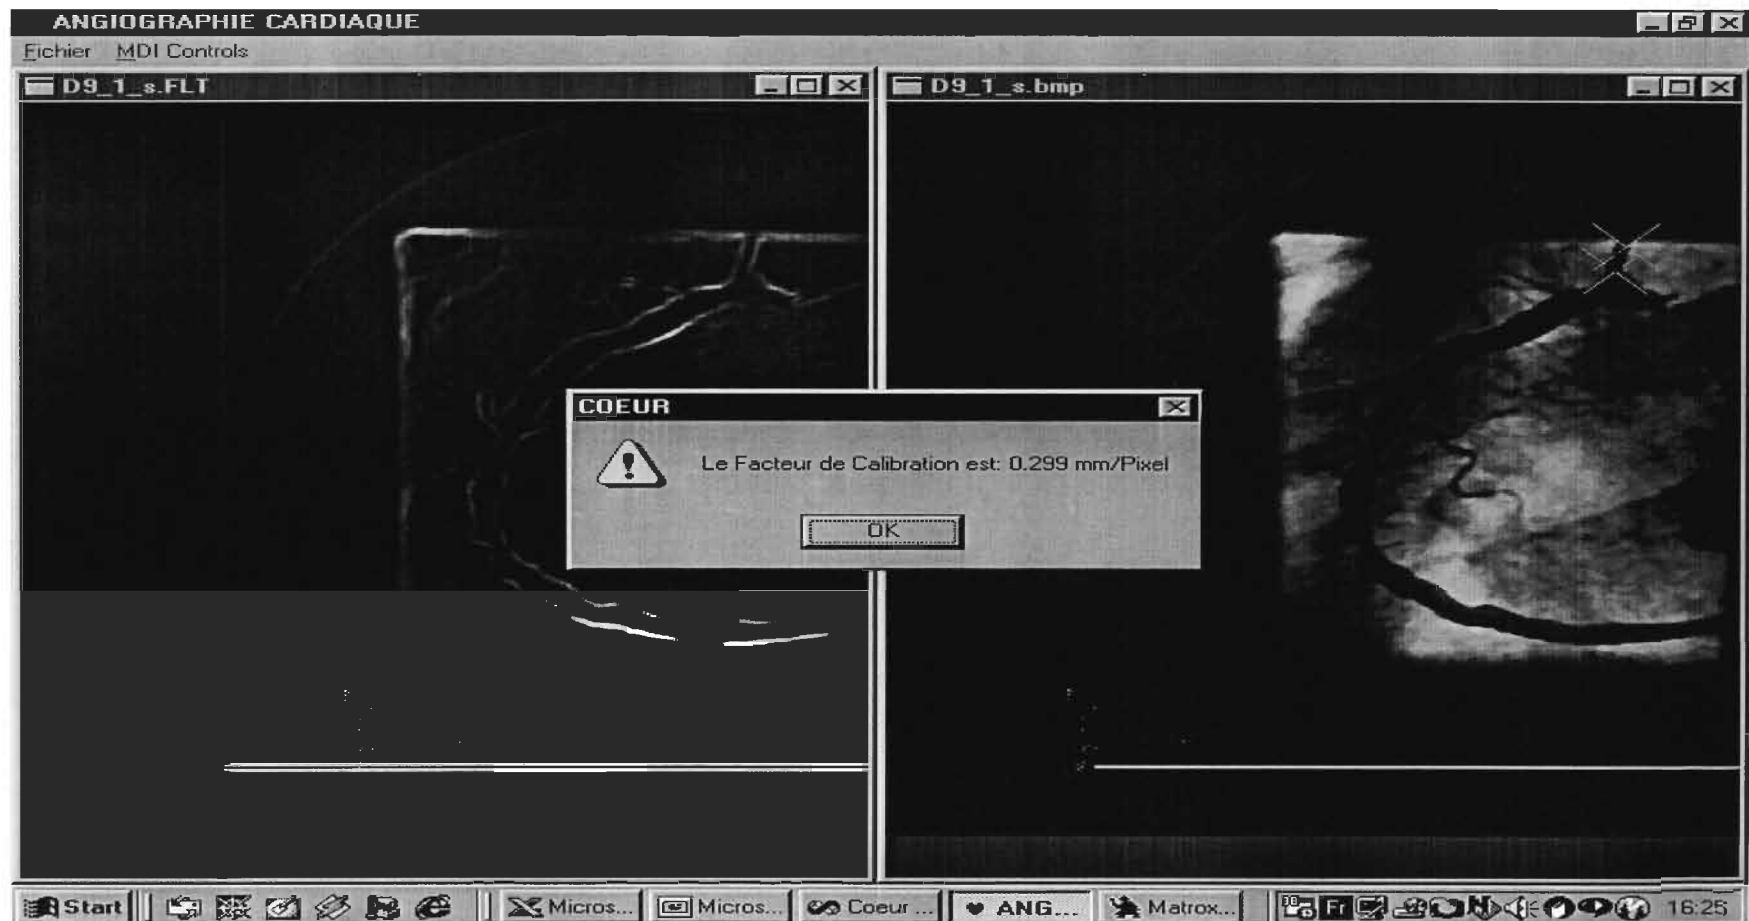 ANGIOGRAPHIE CARDIAQUE
Fichier MDI Controls
D9_1_s.FLT
D9_1_s.bmp
COEUR
Le Facteur de Calibration est: 0.299 mm/Pixel
OK
Start
Micros...
Micros...
Coeur ...
ANG...
Matrox...
Fr
16:25